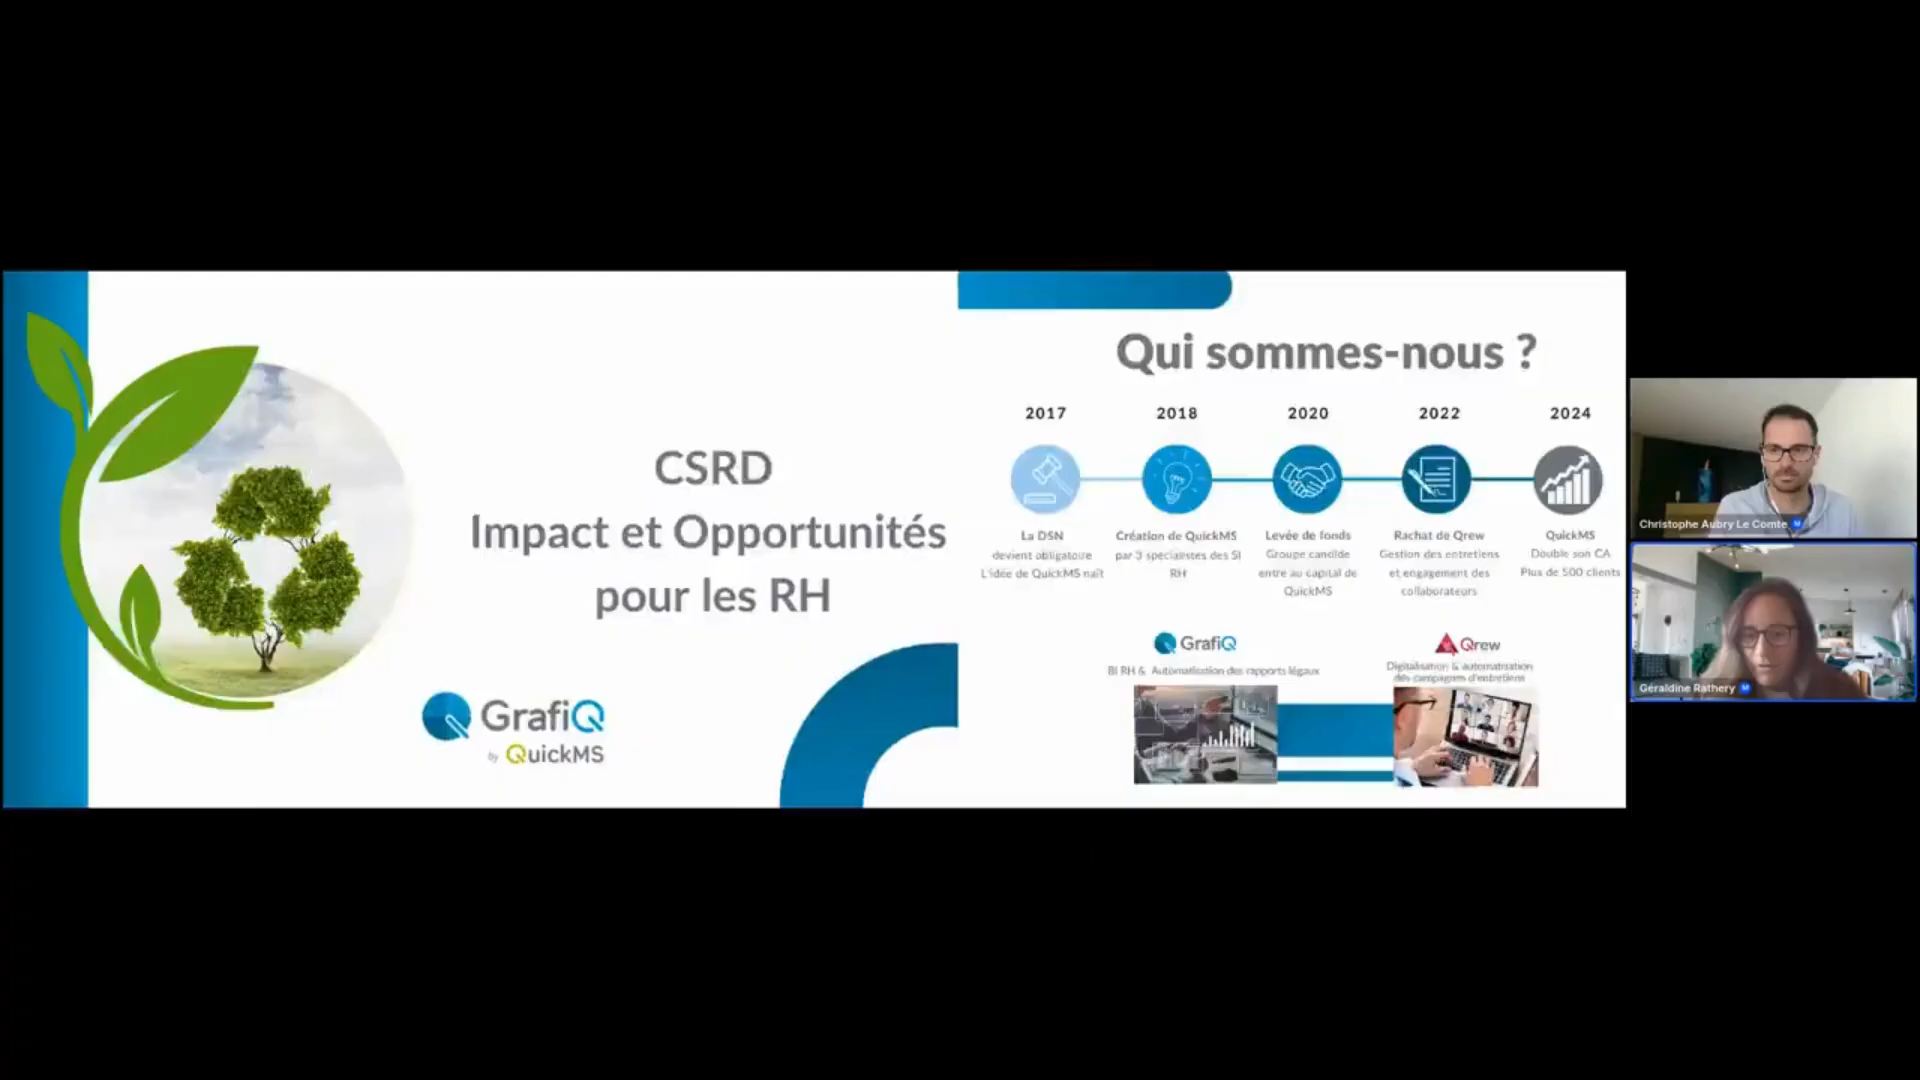 CSRD
Impact et Opportunités
pour les RH
GrafiQ
by QuickMS
Qui sommes-nous ?
2017
2018
2020
2022
2024
La DSN
devient obligatoire
L'idée de QuickMS naît
Création de QuickMS
par 3 spécialistes des SI
RH
Levée de fonds
Groupe candide
entre au capital de
QuickMS
Rachat de Qrew
Gestion des entretiens
et engagement des
collaborateurs
QuickMS
Double son CA
Plus de 500 clients
GrafiQ
BI RH & Automatisation des rapports légaux
Qrew
Digitalisation & automatisation
des campagnes d'entretiens
Christophe Aubry Le Comte
Géraldine Rathery